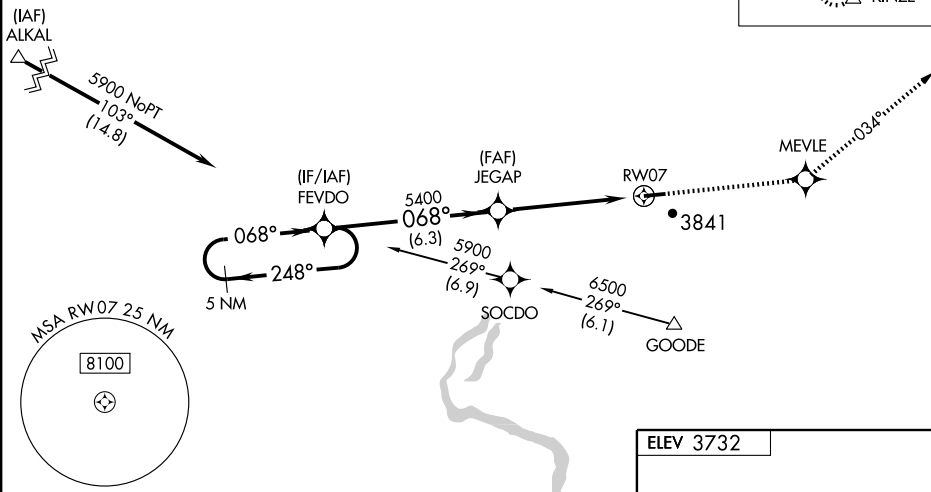 (IAF)
ALKAL
5900 NoPT
103°
(14.8)
(IF/IAF)
FEVDO
(FAF)
JEGAP
RW07
MEVLE
034°
5400
068°
(6.3)
3841
068°
248°
5 NM
5900
269°
(6.9)
SOCDO
6500
269°
(6.1)
GOODE
MSA RW07 25 NM
8100
ELEV 3732